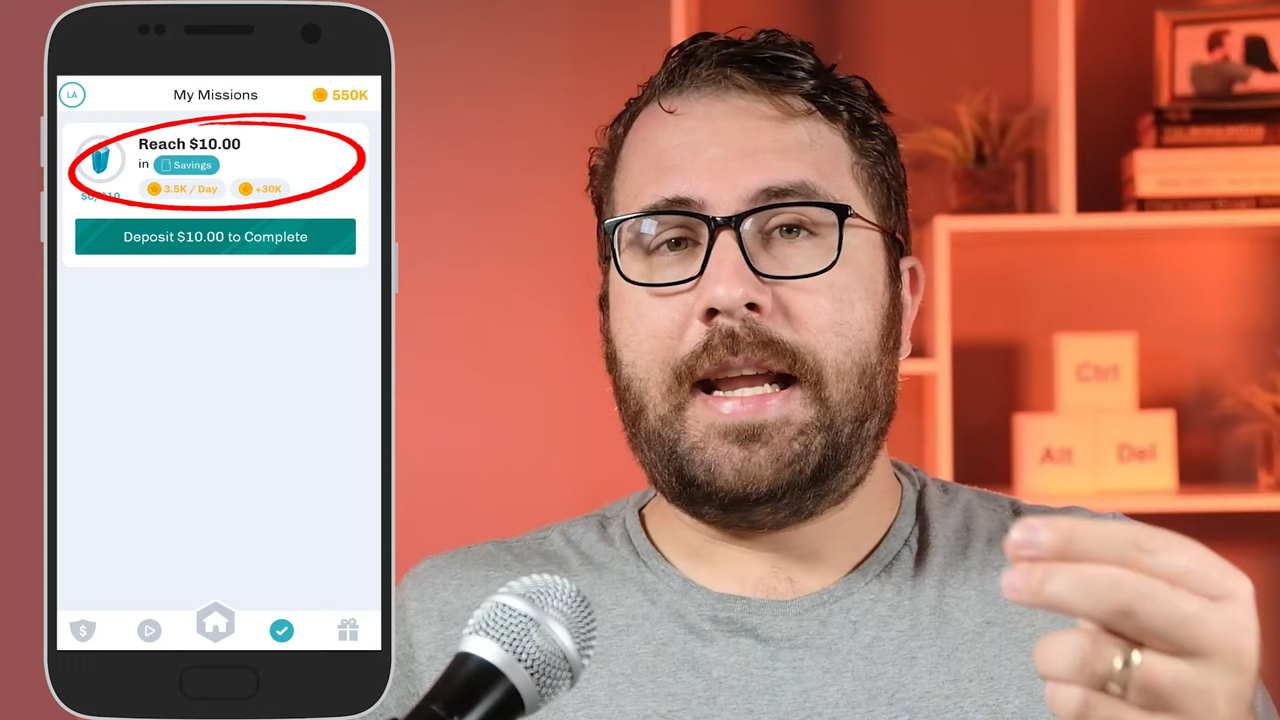 LA
My Missions
550K
Reach $10.00
in Savings
3.5K / Day
+30K
Deposit $10.00 to Complete
Ctrl
Alt
Del